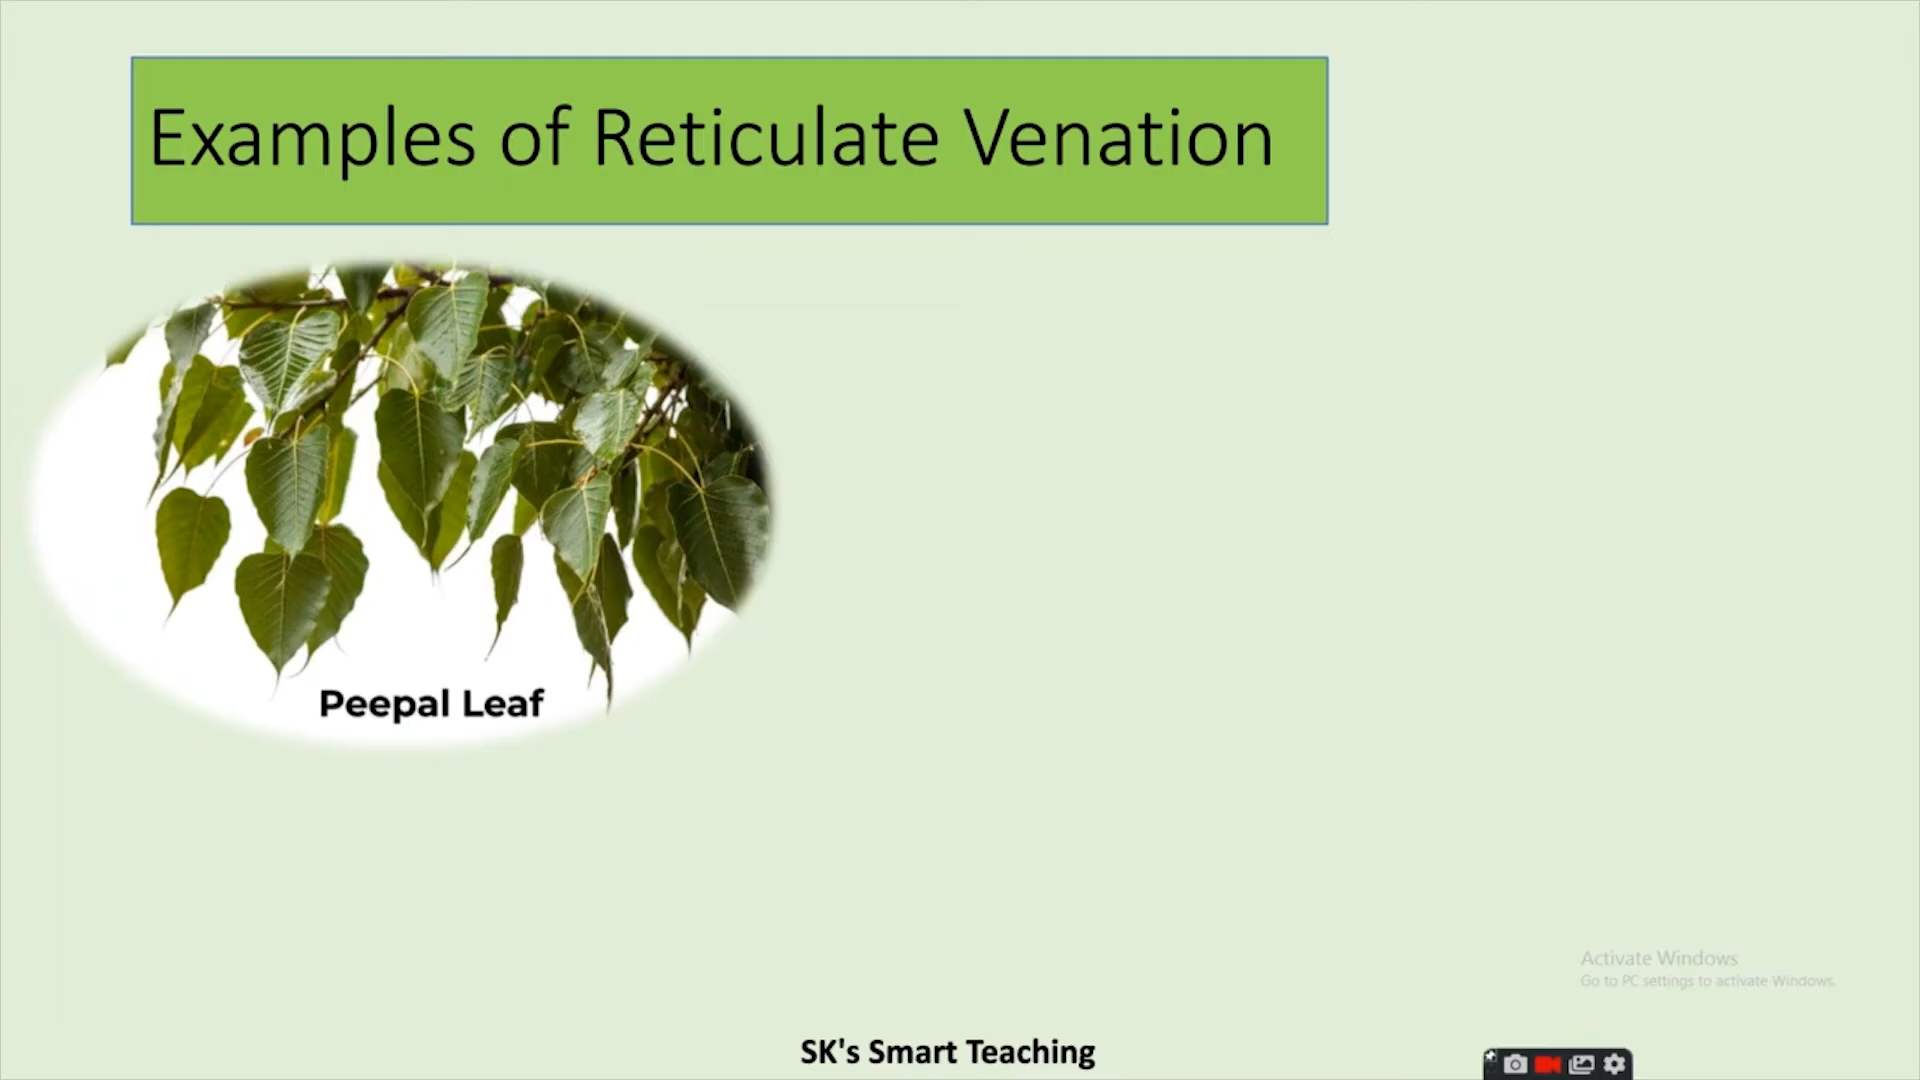 Examples of Reticulate Venation
Peepal Leaf
Activate Windows
Go to PC settings to activate Windows.
SK's Smart Teaching